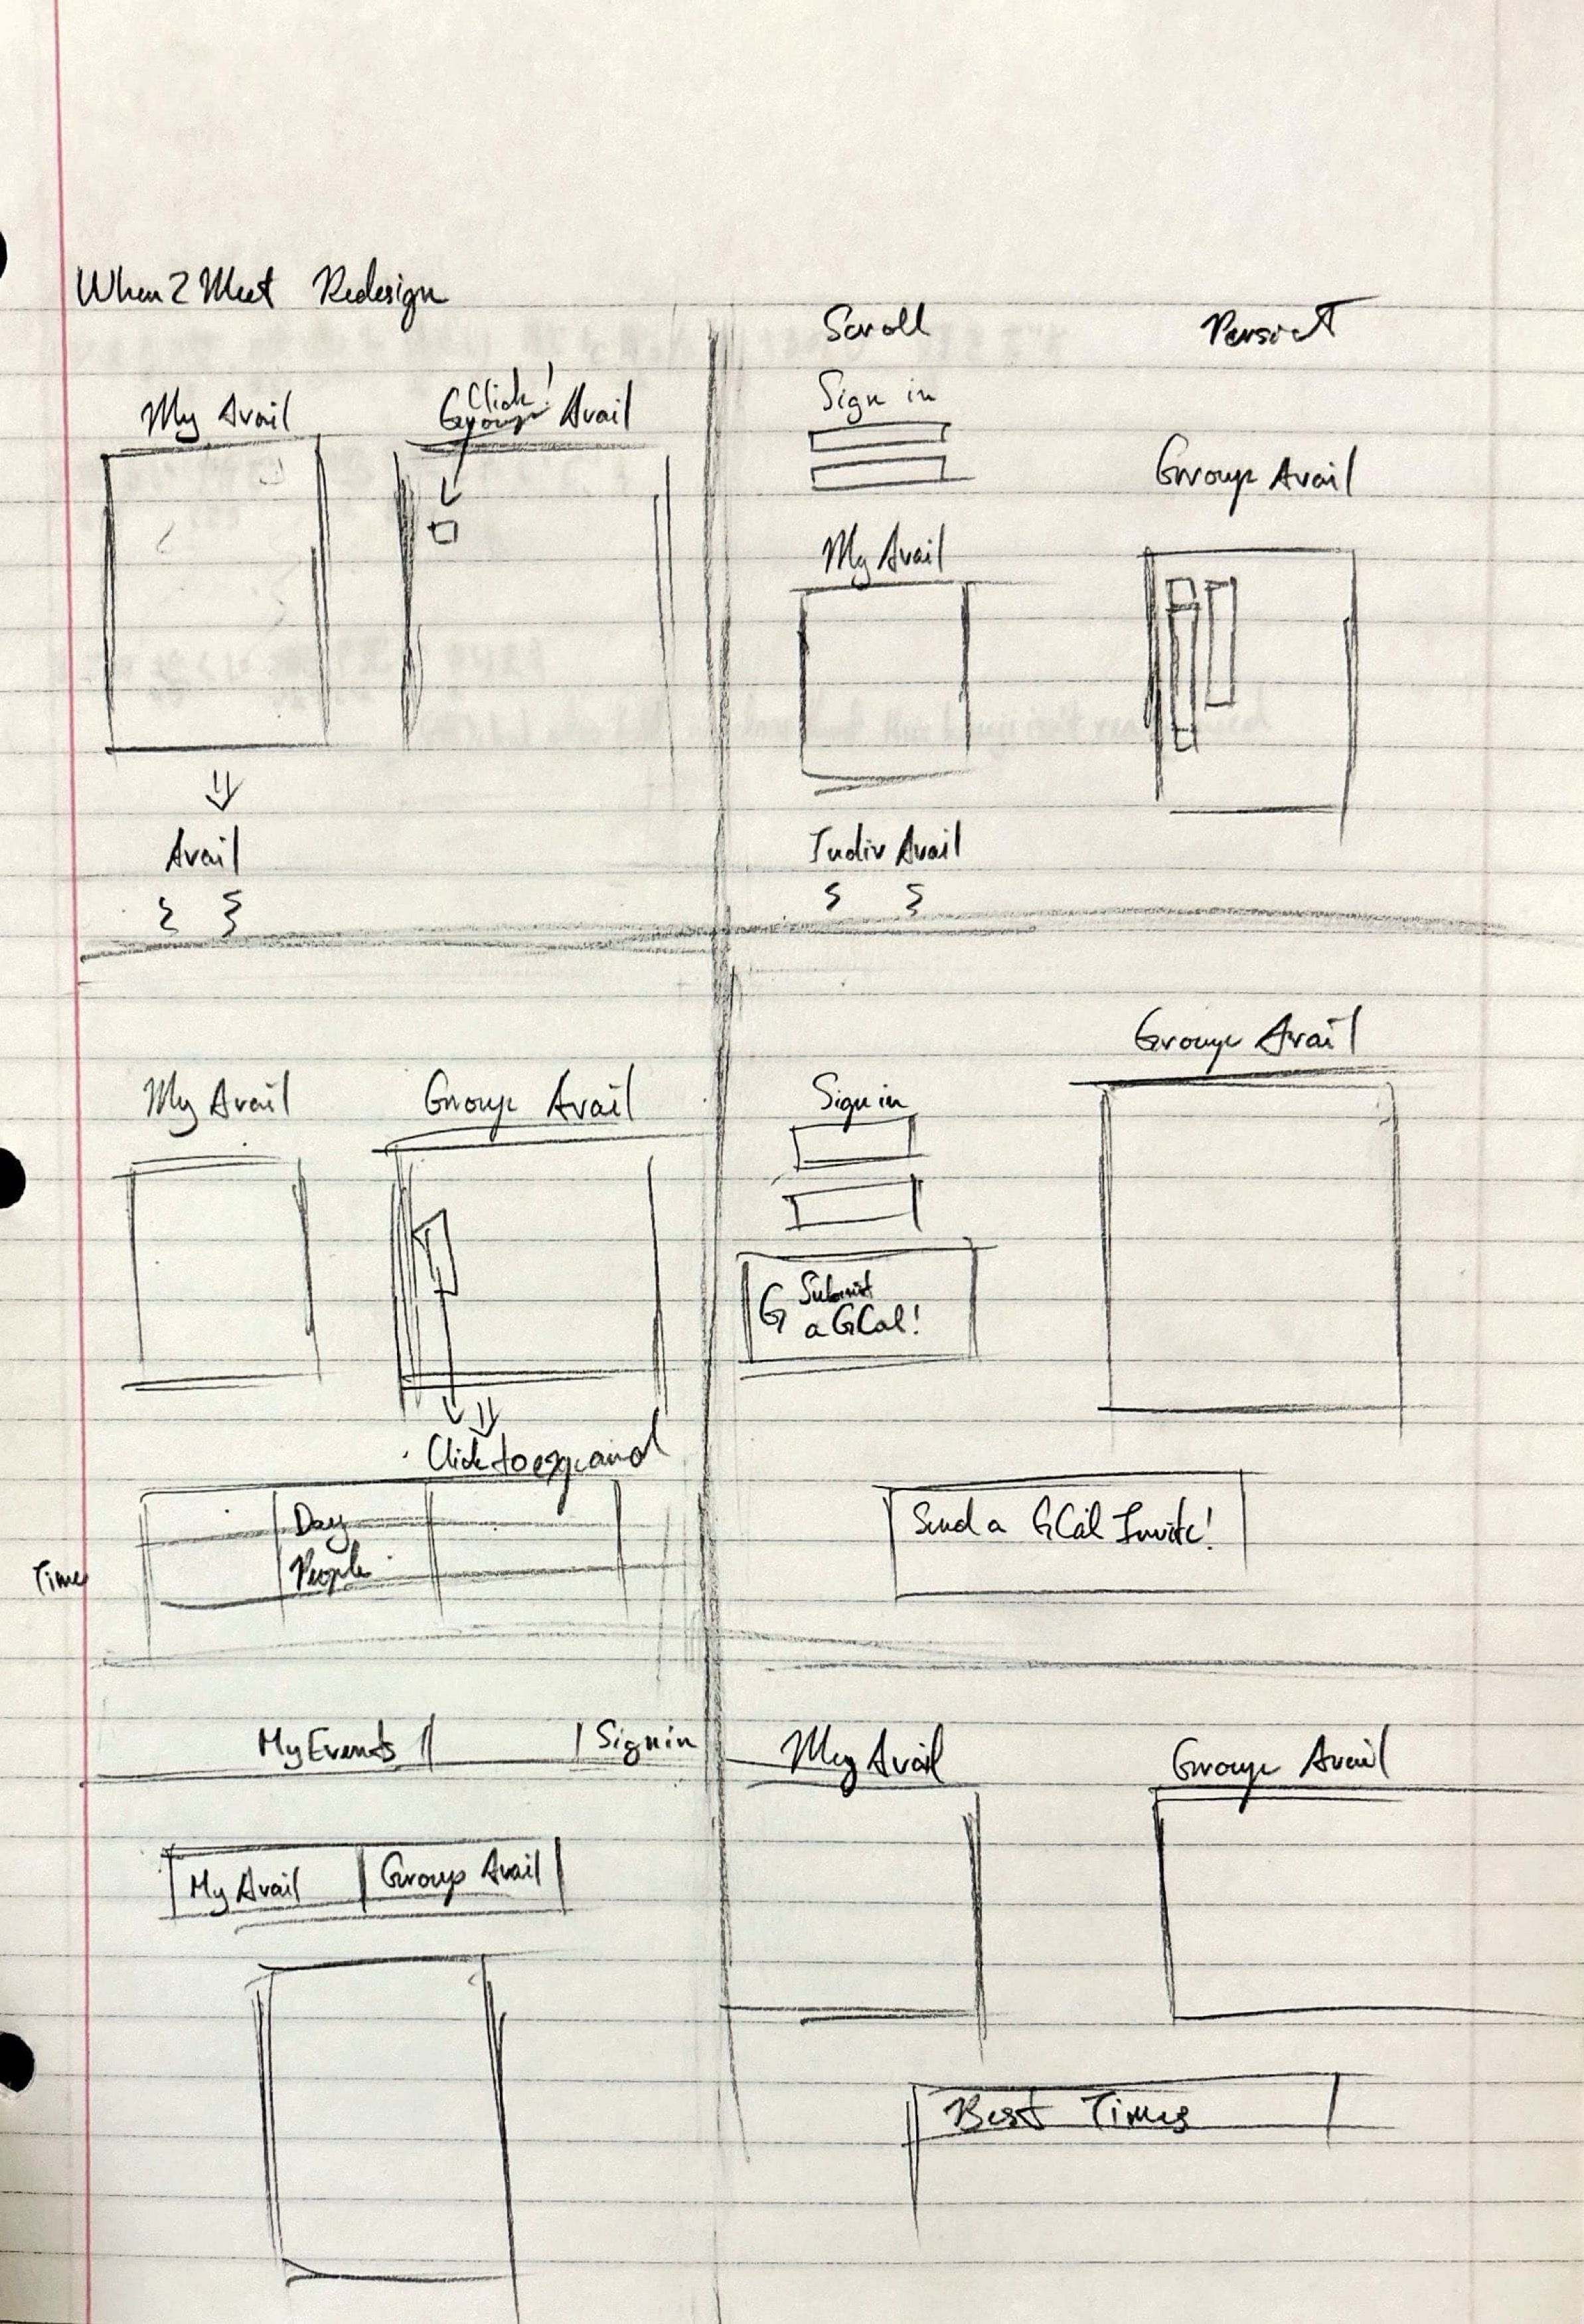 When2Meet Redesign
My Avail
Click!
Group Avail
Avail
Scroll
Persist
Sign in
Group Avail
My Avail
Indiv Avail
My Avail
Group Avail
Click to expand
Day
People
Time
Group Avail
Sign in
G Submit
a GCal!
Send a GCal Invite!
My Events
Sign in
My Avail
Group Avail
My Avail
Group Avail
Best Times